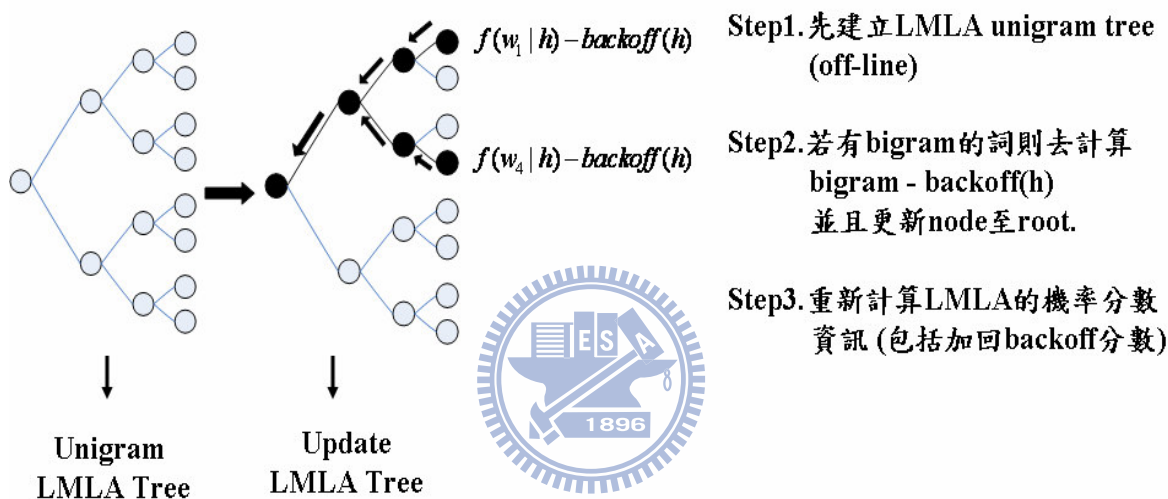 f(w₁ | h) – backoff(h)
f(w₄ | h) – backoff(h)
Unigram
LMLA Tree
Update
LMLA Tree
Step1.先建立LMLA unigram tree
(off-line)
Step2.若有bigram的詞則去計算
bigram - backoff(h)
並且更新node至root.
Step3.重新計算LMLA的機率分數
資訊 (包括加回backoff分數)
E S A
1896